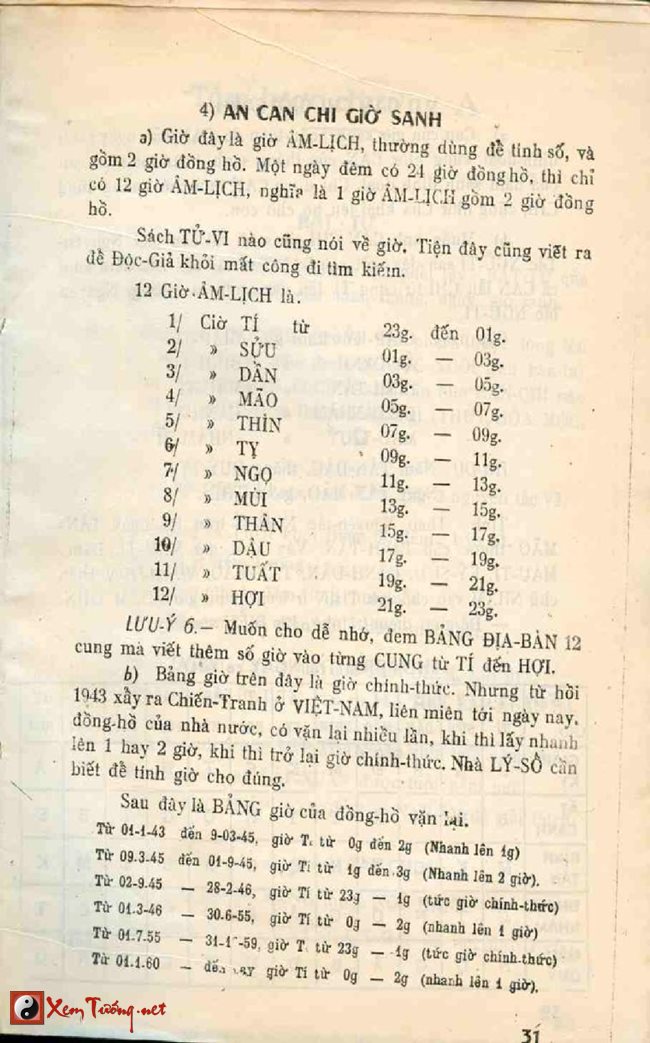 4) AN CAN CHI GIỜ SANH
a) Giờ đây là giờ ÂM-LỊCH, thường dùng để tính số, và
gồm 2 giờ đồng hồ. Một ngày đêm có 24 giờ đồng hồ, thì chỉ
có 12 giờ ÂM-LỊCH, nghĩa là 1 giờ ÂM-LỊCH gồm 2 giờ đồng
hồ.
Sách TỬ-VI nào cũng nói về giờ. Tiện đây cũng viết ra
để Độc-Giả khỏi mất công đi tìm kiếm.
12 Giờ ÂM-LỊCH là.
1/ Giờ TÍ từ 23g. đến 01g.
2/ » SỬU 01g. — 03g.
3/ » DẦN 03g. — 05g.
4/ » MÃO 05g. — 07g.
5/ » THÌN 07g. — 09g.
6/ » TỴ 09g. — 11g.
7/ » NGỌ 11g. — 13g.
8/ » MÙI 13g. — 15g.
9/ » THÂN 15g. — 17g.
10/ » DẬU 17g. — 19g.
11/ » TUẤT 19g. — 21g.
12/ » HỢI 21g. — 23g.
LƯU-Ý 6.— Muốn cho dễ nhớ, đem BẢNG ĐỊA-BÀN 12
cung mà viết thêm số giờ vào từng CUNG từ TÍ đến HỢI.
b) Bảng giờ trên đây là giờ chính-thức. Nhưng từ hồi
1943 xẩy ra Chiến-Tranh ở VIỆT-NAM, liên miên tới ngày nay.
đồng-hồ của nhà nước, có vặn lại nhiều lần, khi thì lấy nhanh
lên 1 hay 2 giờ, khi thì trở lại giờ chính-thức. Nhà LÝ-SỐ cần
biết để tính giờ cho đúng.
Sau đây là BẢNG giờ của đồng-hồ vặn lại.
Từ 01-1-43 đến 9-03-45, giờ T. từ 0g đến 2g (Nhanh lên 1g)
Từ 09.3-45 đến 01-9-45, giờ Tí từ 1g đến 3g (Nhanh lên 2 giờ).
Từ 02-9.45 — 28-2-46, giờ Tí từ 23g — 1g (tức giờ chính-thức)
Từ 01.3-46 — 30.6-55, giờ Tí từ 0g — 2g (nhanh lên 1 giờ)
Từ 01.7.55 — 31-1-59, giờ T. từ 23g — 1g (tức giờ chính-thức)
Từ 01.1.60 — đến giờ Tí từ 0g — 2g (nhanh lên 1 giờ).
31
XemTướng.net